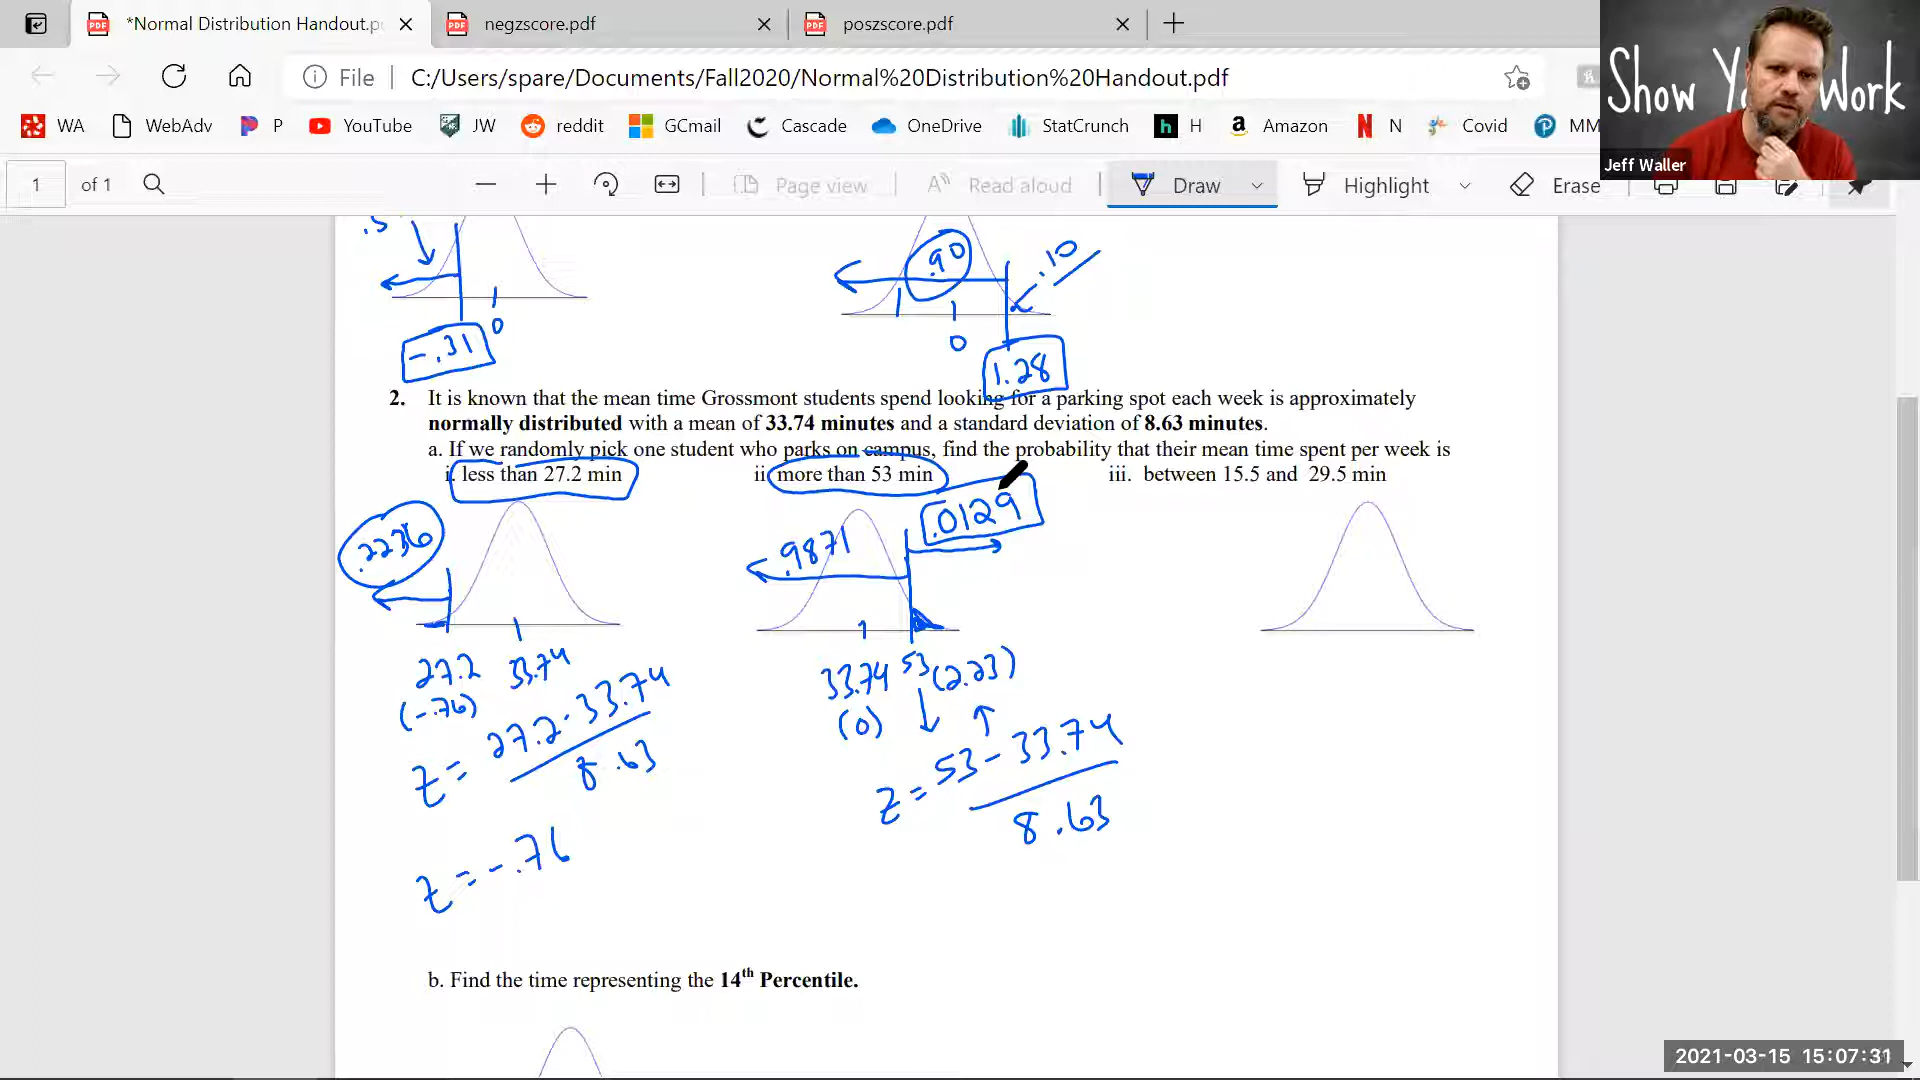 *Normal Distribution Handout.p
negzscore.pdf
poszscore.pdf
File
C:/Users/spare/Documents/Fall2020/Normal%20Distribution%20Handout.pdf
WA
WebAdv
P
YouTube
JW
reddit
GCmail
Cascade
OneDrive
StatCrunch
H
Amazon
N
Covid
MM
Show Yo Work
Jeff Waller
1
of 1
Page view
Read aloud
Draw
Highlight
Erase
.5
0
-.31
.90
.10
0
1.28
2. It is known that the mean time Grossmont students spend looking for a parking spot each week is approximately
normally distributed with a mean of 33.74 minutes and a standard deviation of 8.63 minutes.
a. If we randomly pick one student who parks on campus, find the probability that their mean time spent per week is
i. less than 27.2 min
ii more than 53 min
iii. between 15.5 and 29.5 min
.2236
.9871
.0129
27.2 33.74
(-.76)
z = 27.2 - 33.74
8.63
z = -.76
33.74 53 (2.23)
(0)
z = 53 - 33.74
8.63
b. Find the time representing the 14th Percentile.
2021-03-15 15:07:31